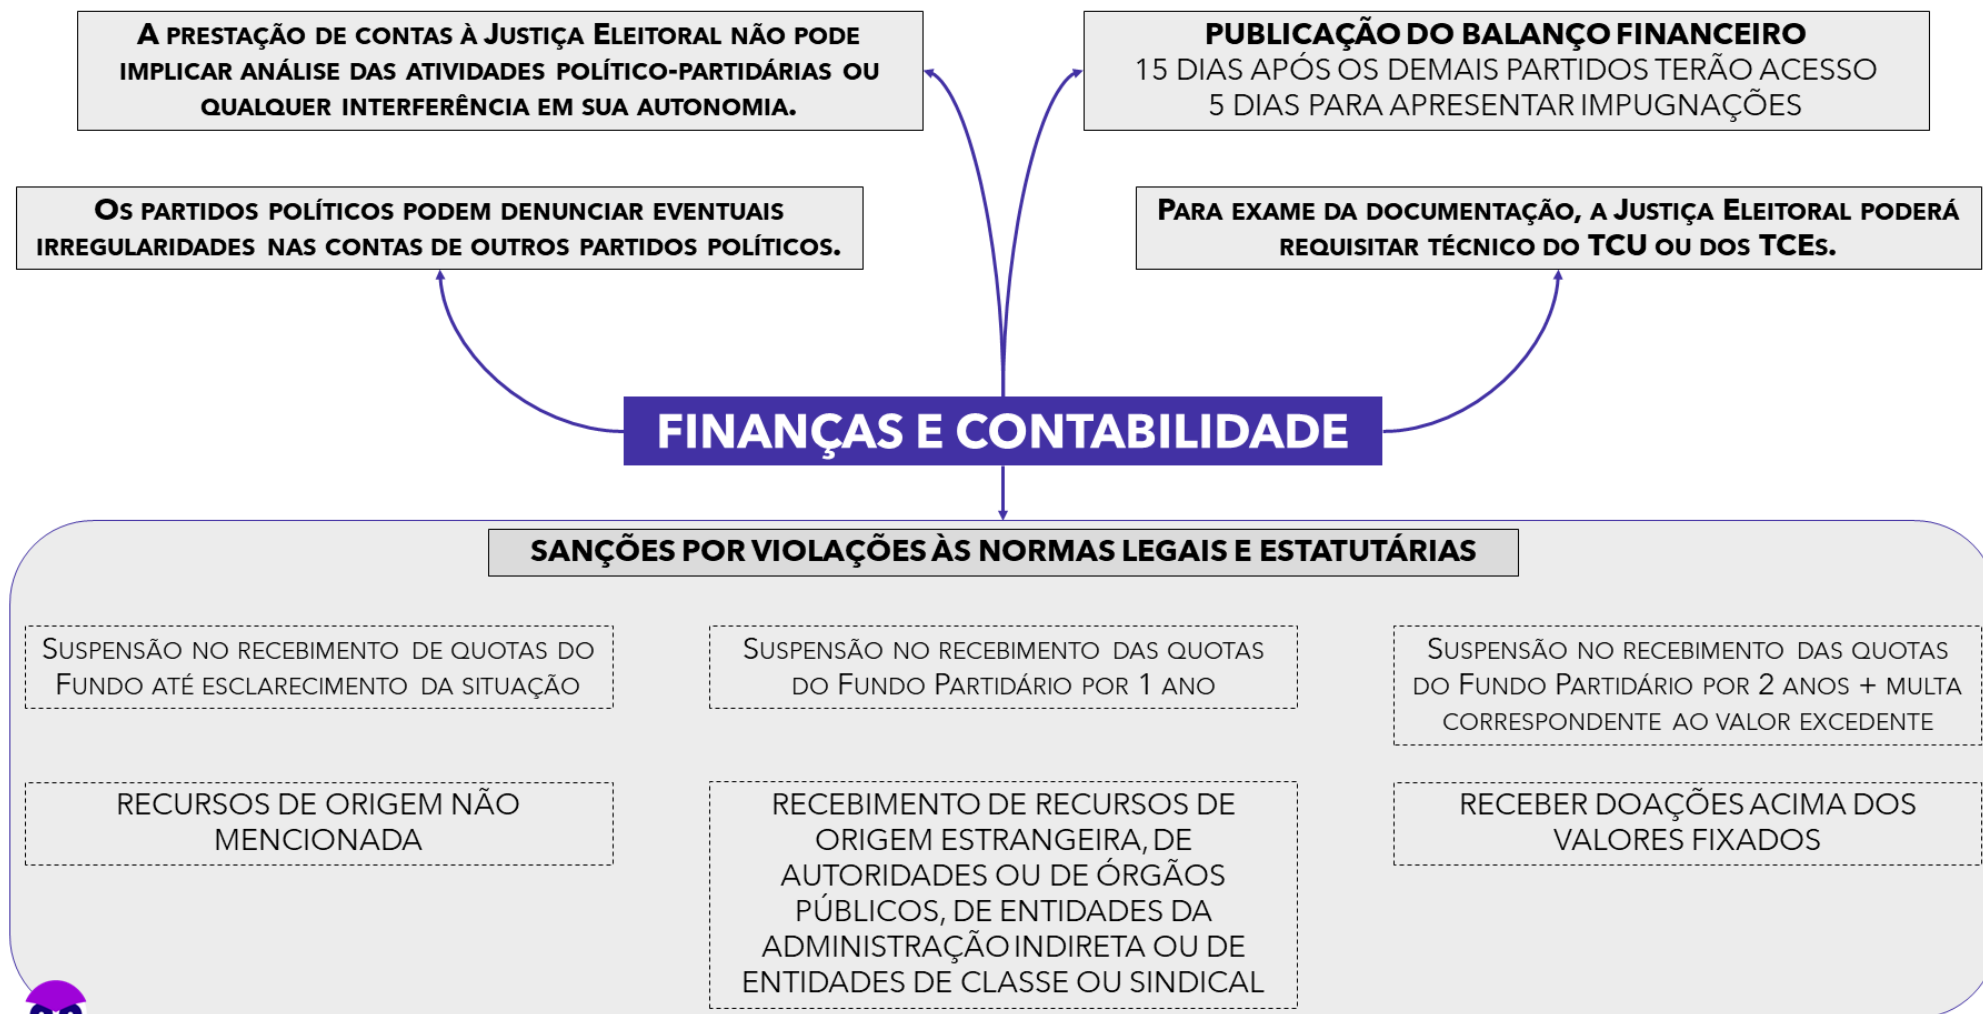 A PRESTAÇÃO DE CONTAS À JUSTIÇA ELEITORAL NÃO PODE
IMPLICAR ANÁLISE DAS ATIVIDADES POLÍTICO-PARTIDÁRIAS OU
QUALQUER INTERFERÊNCIA EM SUA AUTONOMIA.
PUBLICAÇÃO DO BALANÇO FINANCEIRO
15 DIAS APÓS OS DEMAIS PARTIDOS TERÃO ACESSO
5 DIAS PARA APRESENTAR IMPUGNAÇÕES
OS PARTIDOS POLÍTICOS PODEM DENUNCIAR EVENTUAIS
IRREGULARIDADES NAS CONTAS DE OUTROS PARTIDOS POLÍTICOS.
PARA EXAME DA DOCUMENTAÇÃO, A JUSTIÇA ELEITORAL PODERÁ
REQUISITAR TÉCNICO DO TCU OU DOS TCES.
FINANÇAS E CONTABILIDADE
SANÇÕES POR VIOLAÇÕES ÀS NORMAS LEGAIS E ESTATUTÁRIAS
SUSPENSÃO NO RECEBIMENTO DE QUOTAS DO
FUNDO ATÉ ESCLARECIMENTO DA SITUAÇÃO
RECURSOS DE ORIGEM NÃO
MENCIONADA
SUSPENSÃO NO RECEBIMENTO DAS QUOTAS
DO FUNDO PARTIDÁRIO POR 1 ANO
RECEBIMENTO DE RECURSOS DE
ORIGEM ESTRANGEIRA, DE
AUTORIDADES OU DE ÓRGÃOS
PÚBLICOS, DE ENTIDADES DA
ADMINISTRAÇÃO INDIRETA OU DE
ENTIDADES DE CLASSE OU SINDICAL
SUSPENSÃO NO RECEBIMENTO DAS QUOTAS
DO FUNDO PARTIDÁRIO POR 2 ANOS + MULTA
CORRESPONDENTE AO VALOR EXCEDENTE
RECEBER DOAÇÕES ACIMA DOS
VALORES FIXADOS